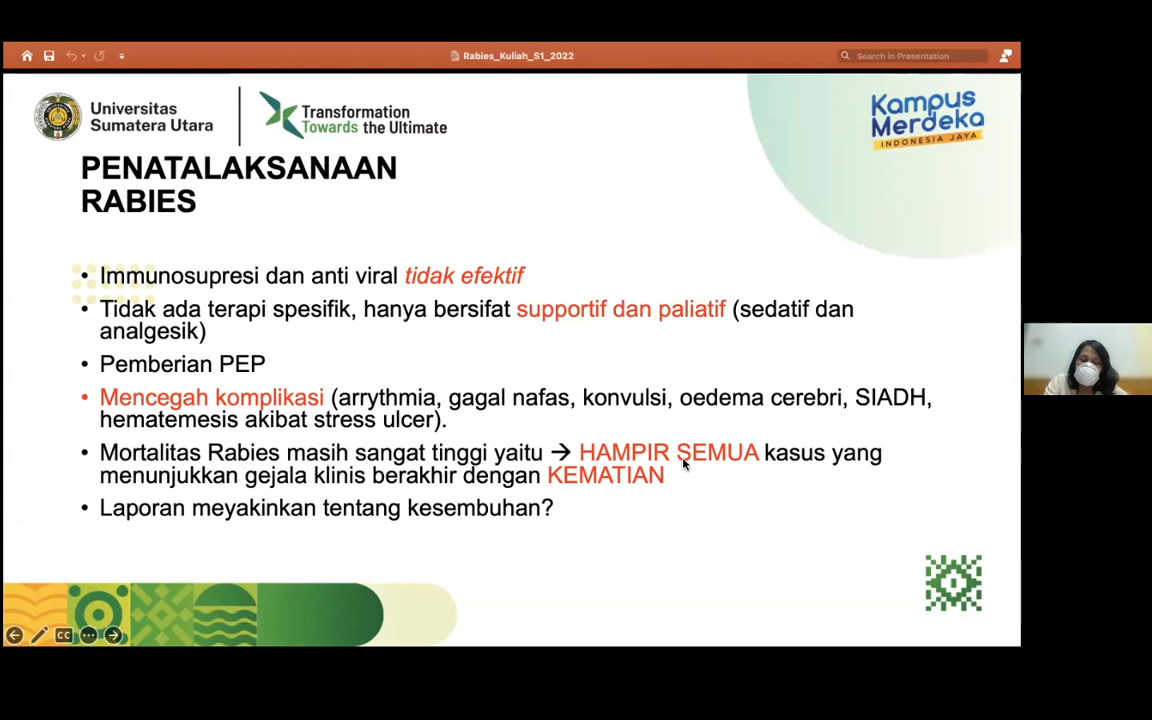 Rabies_Kuliah_S1_2022
Search in Presentation
Universitas
Sumatera Utara
Transformation
Towards the Ultimate
Kampus
Merdeka
INDONESIA JAYA
PENATALAKSANAAN
RABIES
• Immunosupresi dan anti viral tidak efektif
• Tidak ada terapi spesifik, hanya bersifat supportif dan paliatif (sedatif dan
analgesik)
• Pemberian PEP
• Mencegah komplikasi (arrythmia, gagal nafas, konvulsi, oedema cerebri, SIADH,
hematemesis akibat stress ulcer).
• Mortalitas Rabies masih sangat tinggi yaitu → HAMPIR SEMUA kasus yang
menunjukkan gejala klinis berakhir dengan KEMATIAN
• Laporan meyakinkan tentang kesembuhan?
CC